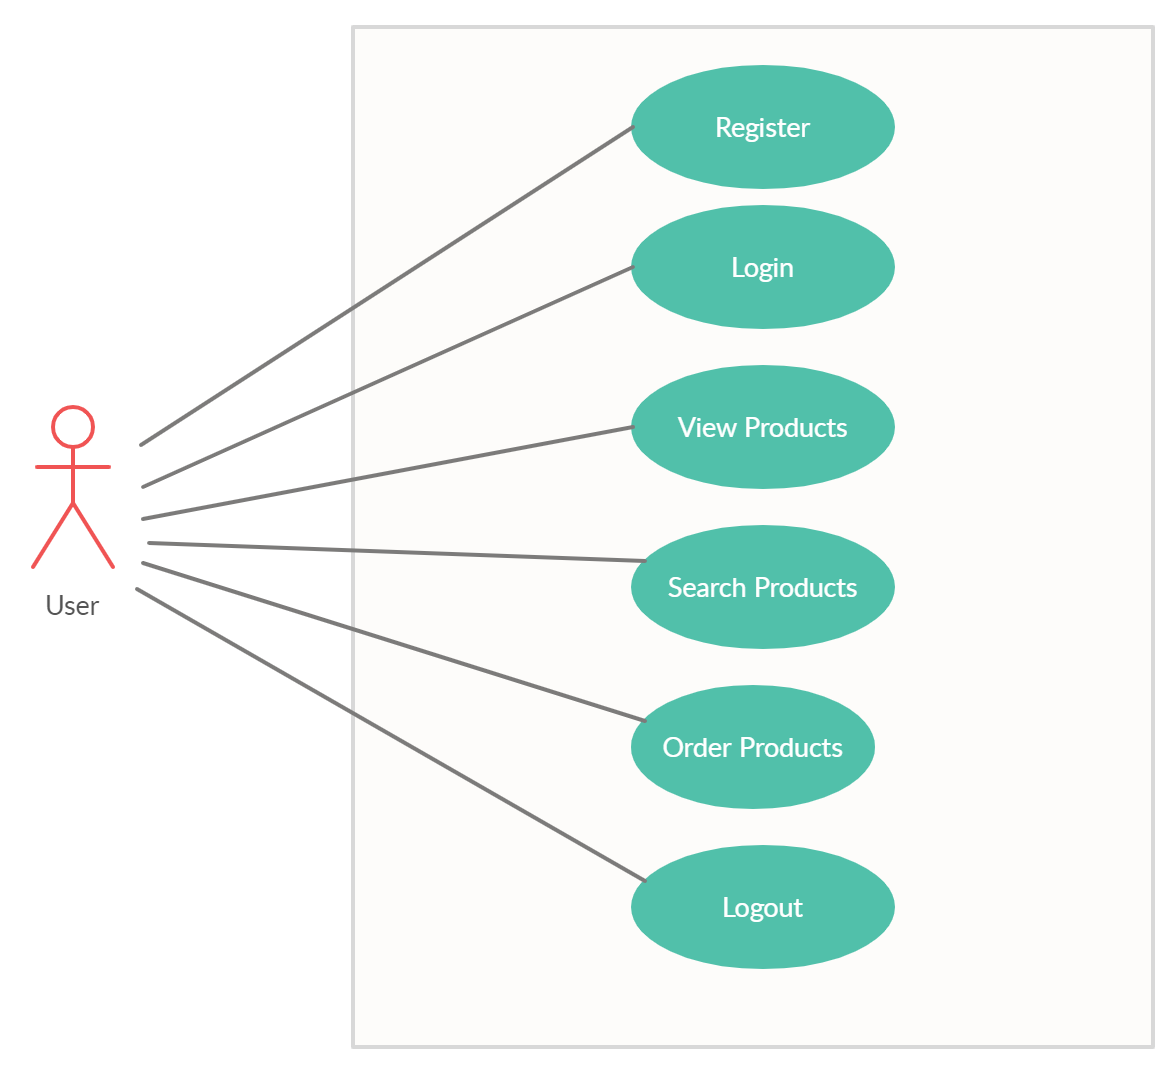 Register
Login
View Products
Search Products
User
Order Products
Logout